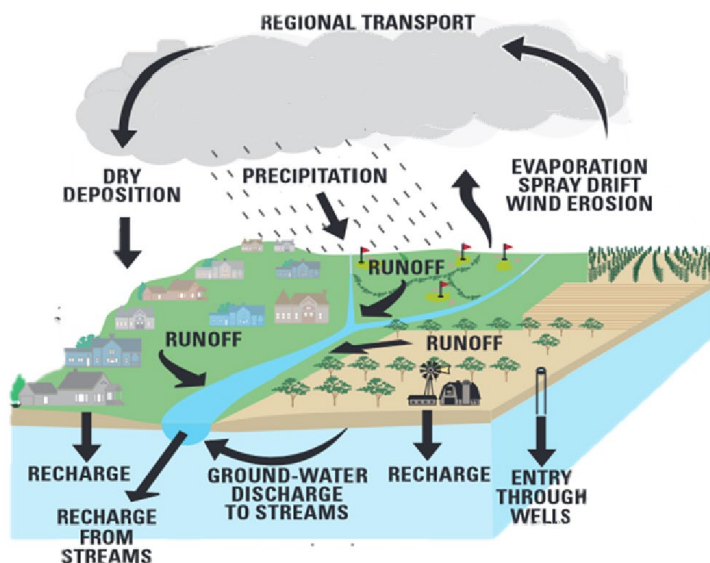 REGIONAL TRANSPORT
DRY
DEPOSITION
PRECIPITATION
EVAPORATION
SPRAY DRIFT
WIND EROSION
RUNOFF
RUNOFF
RUNOFF
RECHARGE
RECHARGE
FROM
STREAMS
GROUND-WATER
DISCHARGE
TO STREAMS
RECHARGE
ENTRY
THROUGH
WELLS